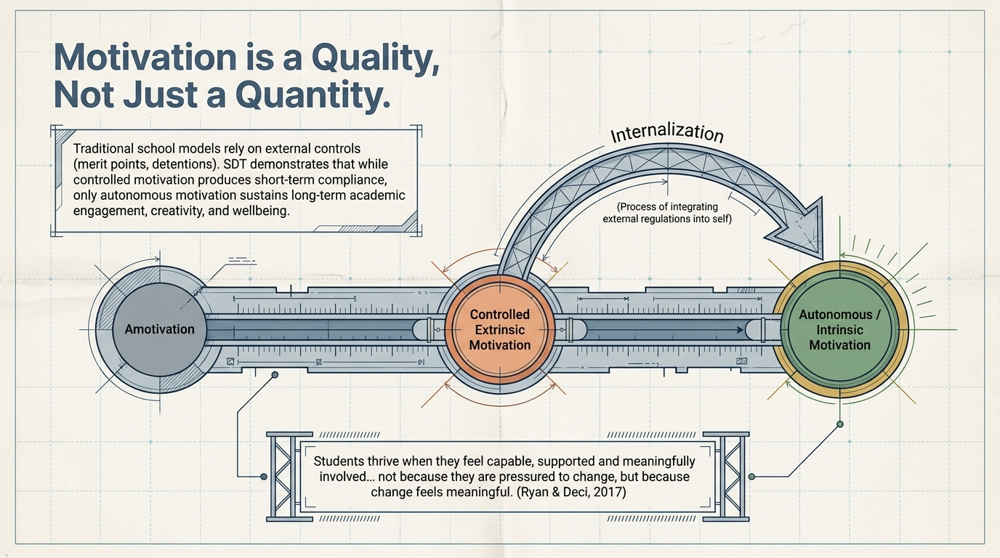 Motivation is a Quality,
Not Just a Quantity.
Traditional school models rely on external controls
(merit points, detentions). SDT demonstrates that while
controlled motivation produces short-term compliance,
only autonomous motivation sustains long-term academic
engagement, creativity, and wellbeing.
Internalization
(Process of integrating
external regulations into self)
Amotivation
Controlled
Extrinsic
Motivation
Autonomous /
Intrinsic
Motivation
Students thrive when they feel capable, supported and meaningfully
involved... not because they are pressured to change, but because
change feels meaningful. (Ryan & Deci, 2017)